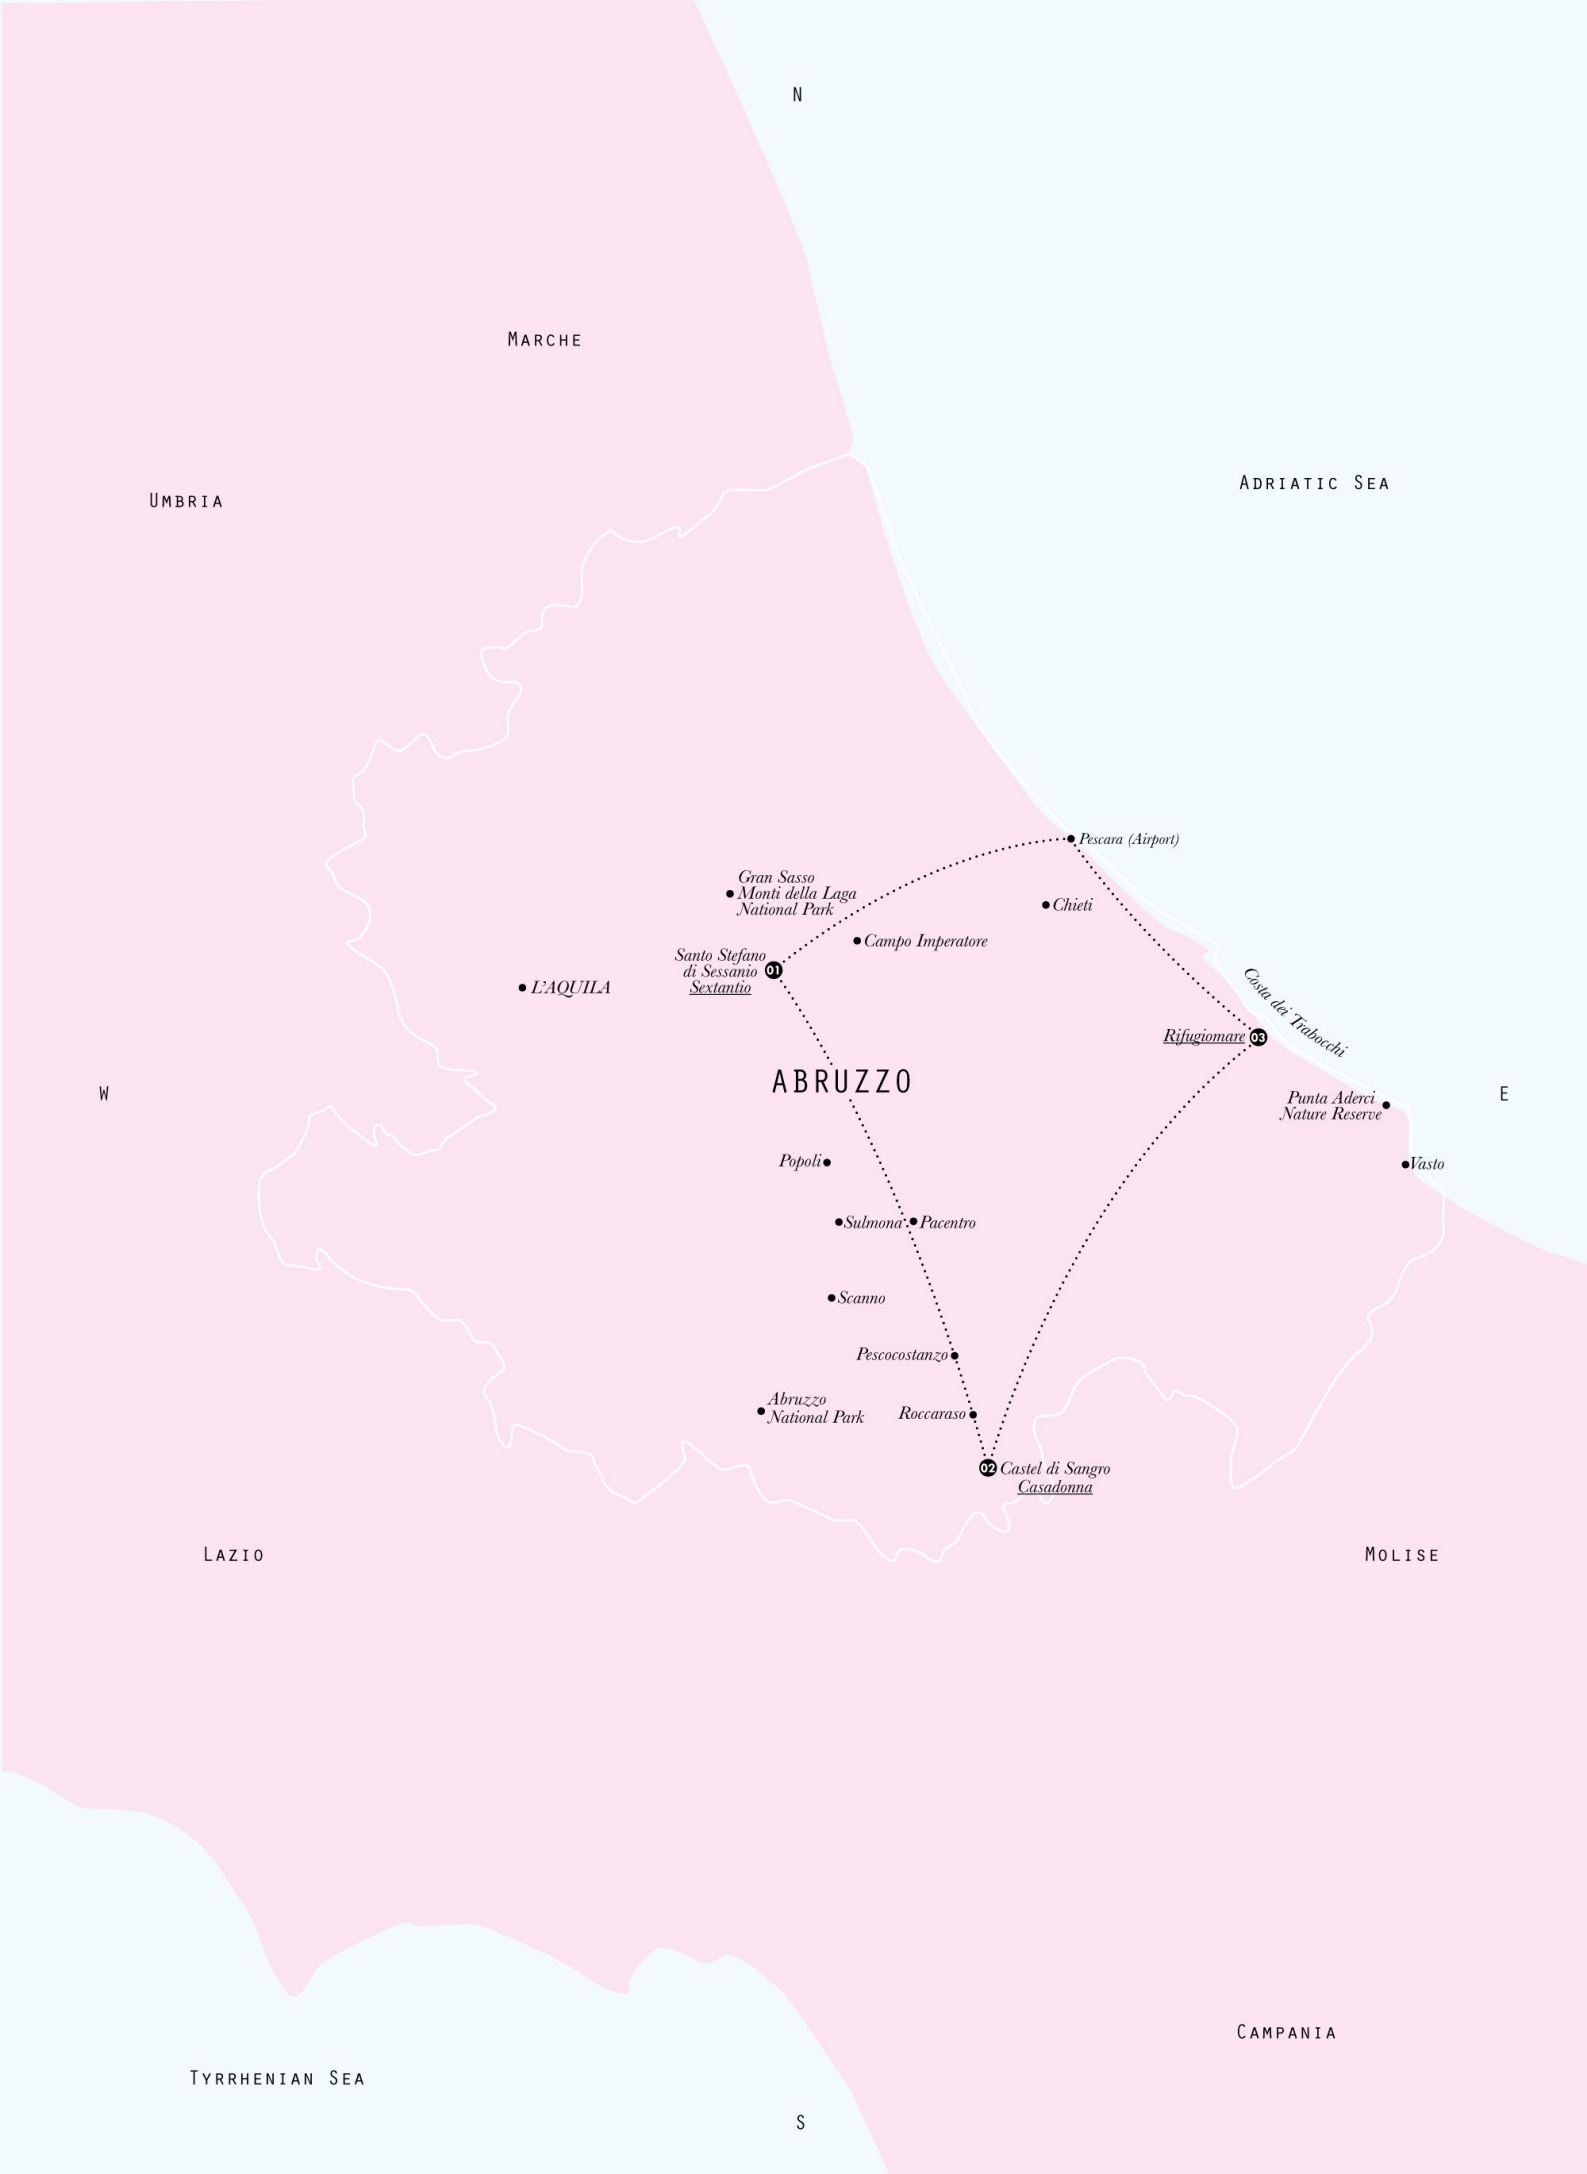 N
MARCHE
ADRIATIC SEA
UMBRIA
Pescara (Airport)
Gran Sasso
Monti della Laga
National Park
Chieti
Campo Imperatore
Santo Stefano
di Sessanio
Sextantio
01
L'AQUILA
Costa dei Trabocchi
Rifugiomare
03
ABRUZZO
W
E
Punta Aderci
Nature Reserve
Popoli
Vasto
Sulmona
Pacentro
Scanno
Pescocostanzo
Abruzzo
National Park
Roccaraso
02
Castel di Sangro
Casadonna
LAZIO
MOLISE
CAMPANIA
TYRRHENIAN SEA
S